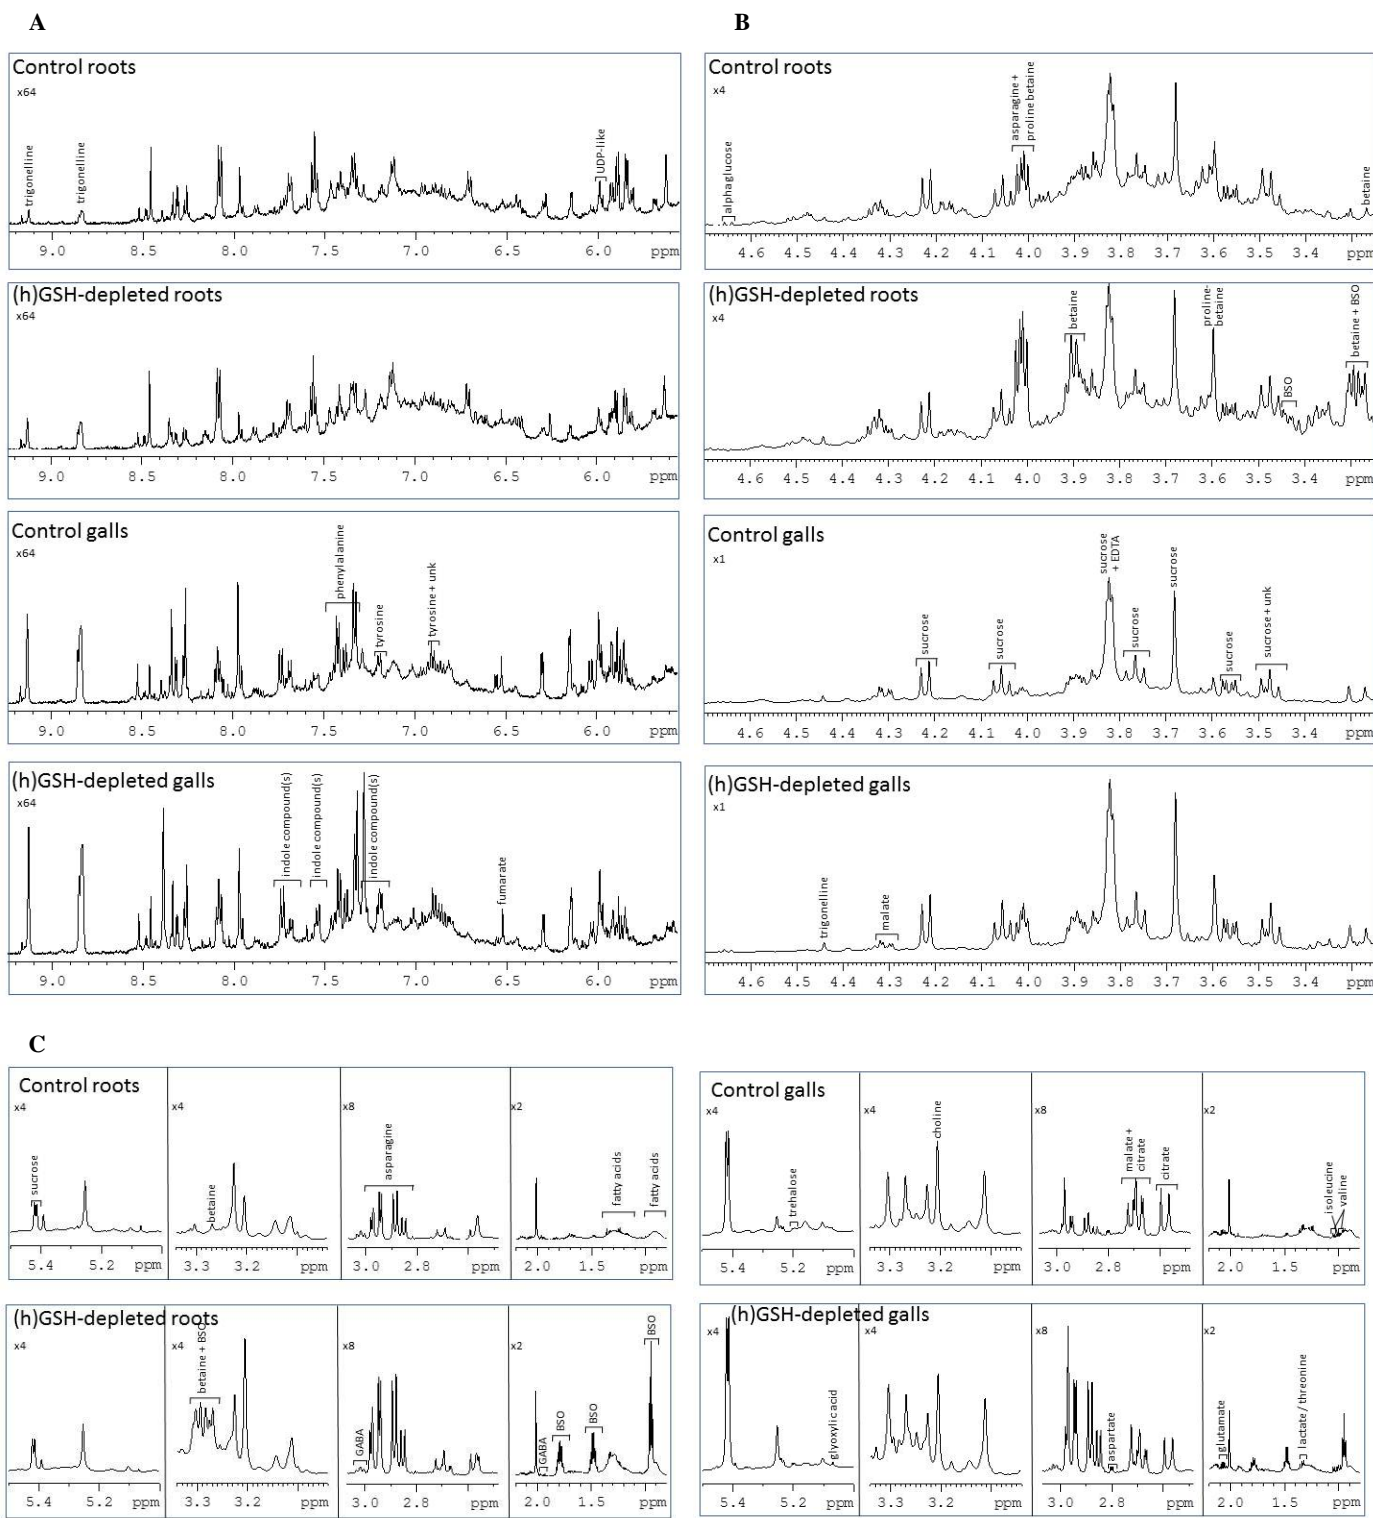 A
Control roots
x64
trigonelline
trigonelline
UDP-like
9.0 8.5 8.0 7.5 7.0 6.5 6.0 ppm
(h)GSH-depleted roots
x64
9.0 8.5 8.0 7.5 7.0 6.5 6.0 ppm
Control galls
x64
phenylalanine
tyrosine
tyrosine + unk
9.0 8.5 8.0 7.5 7.0 6.5 6.0 ppm
(h)GSH-depleted galls
x64
indole compound(s)
indole compound(s)
indole compound(s)
fumarate
9.0 8.5 8.0 7.5 7.0 6.5 6.0 ppm
B
Control roots
x4
alphaglucose
asparagine +
proline betaine
betaine
4.6 4.5 4.4 4.3 4.2 4.1 4.0 3.9 3.8 3.7 3.6 3.5 3.4 ppm
(h)GSH-depleted roots
x4
betaine
proline-
betaine
BSO
betaine + BSO
4.6 4.5 4.4 4.3 4.2 4.1 4.0 3.9 3.8 3.7 3.6 3.5 3.4 ppm
Control galls
x1
sucrose
sucrose
sucrose
+ EDTA
sucrose
sucrose
sucrose
sucrose + unk
4.6 4.5 4.4 4.3 4.2 4.1 4.0 3.9 3.8 3.7 3.6 3.5 3.4 ppm
(h)GSH-depleted galls
x1
trigonelline
malate
4.6 4.5 4.4 4.3 4.2 4.1 4.0 3.9 3.8 3.7 3.6 3.5 3.4 ppm
C
Control roots
x4
sucrose
5.4 5.2 ppm
x4
betaine
3.3 3.2 ppm
x8
asparagine
3.0 2.8 ppm
x2
fatty acids
fatty acids
2.0 1.5 ppm
(h)GSH-depleted roots
x4
5.4 5.2 ppm
x4
betaine + BSO
3.3 3.2 ppm
x8
GABA
3.0 2.8 ppm
x2
GABA
BSO
BSO
BSO
2.0 1.5 ppm
Control galls
x4
trehalose
5.4 5.2 ppm
x4
choline
3.3 3.2 ppm
x8
malate +
citrate
citrate
3.0 2.8 ppm
x2
isoleucine
valine
2.0 1.5 ppm
(h)GSH-depleted galls
x4
glyoxylic acid
5.4 5.2 ppm
x4
3.3 3.2 ppm
x8
aspartate
3.0 2.8 ppm
x2
glutamate
lactate / threonine
2.0 1.5 ppm